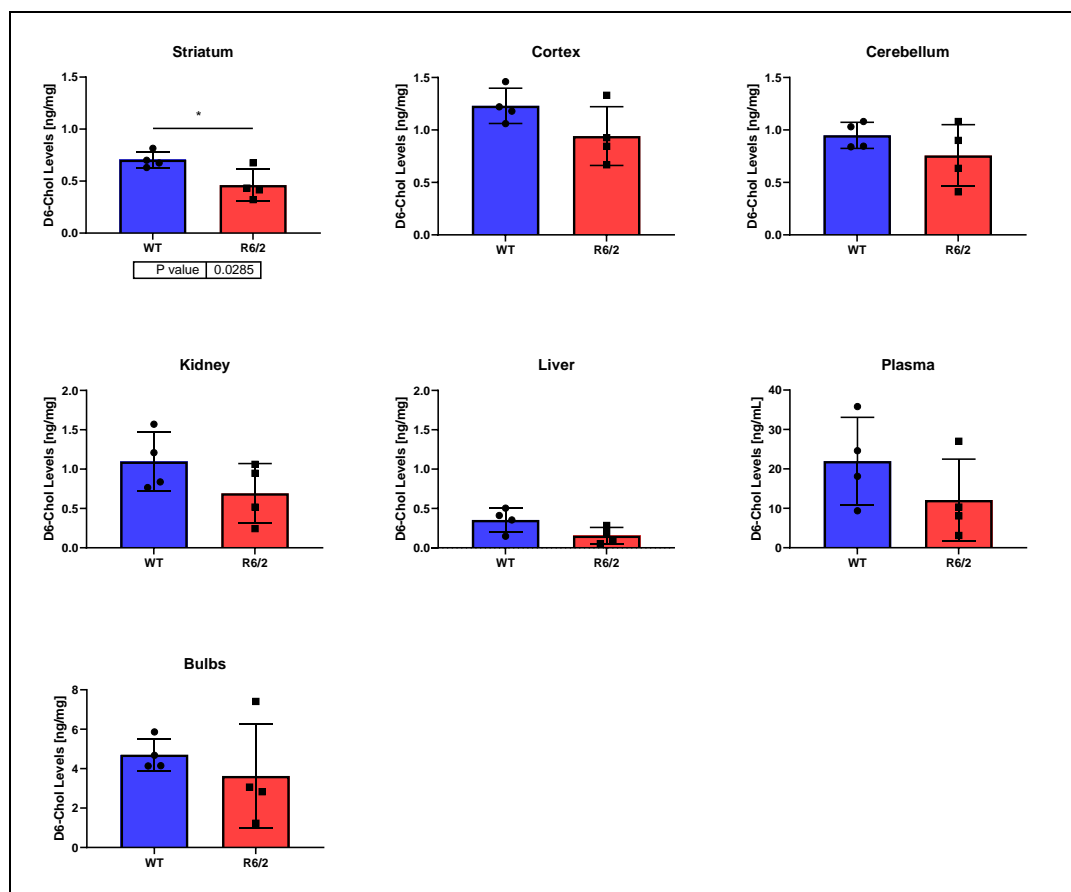 Striatum
D6-Chol Levels [ng/mg]
1.5
1.0
0.5
0.0
*
WT
R6/2
P value 0.0285
Cortex
D6-Chol Levels [ng/mg]
1.5
1.0
0.5
0.0
WT
R6/2
Cerebellum
D6-Chol Levels [ng/mg]
1.5
1.0
0.5
0.0
WT
R6/2
Kidney
D6-Chol Levels [ng/mg]
2.0
1.5
1.0
0.5
0.0
WT
R6/2
Liver
D6-Chol Levels [ng/mg]
2.0
1.5
1.0
0.5
0.0
WT
R6/2
Plasma
D6-Chol Levels [ng/mL]
40
30
20
10
0
WT
R6/2
Bulbs
D6-Chol Levels [ng/mg]
8
6
4
2
0
WT
R6/2